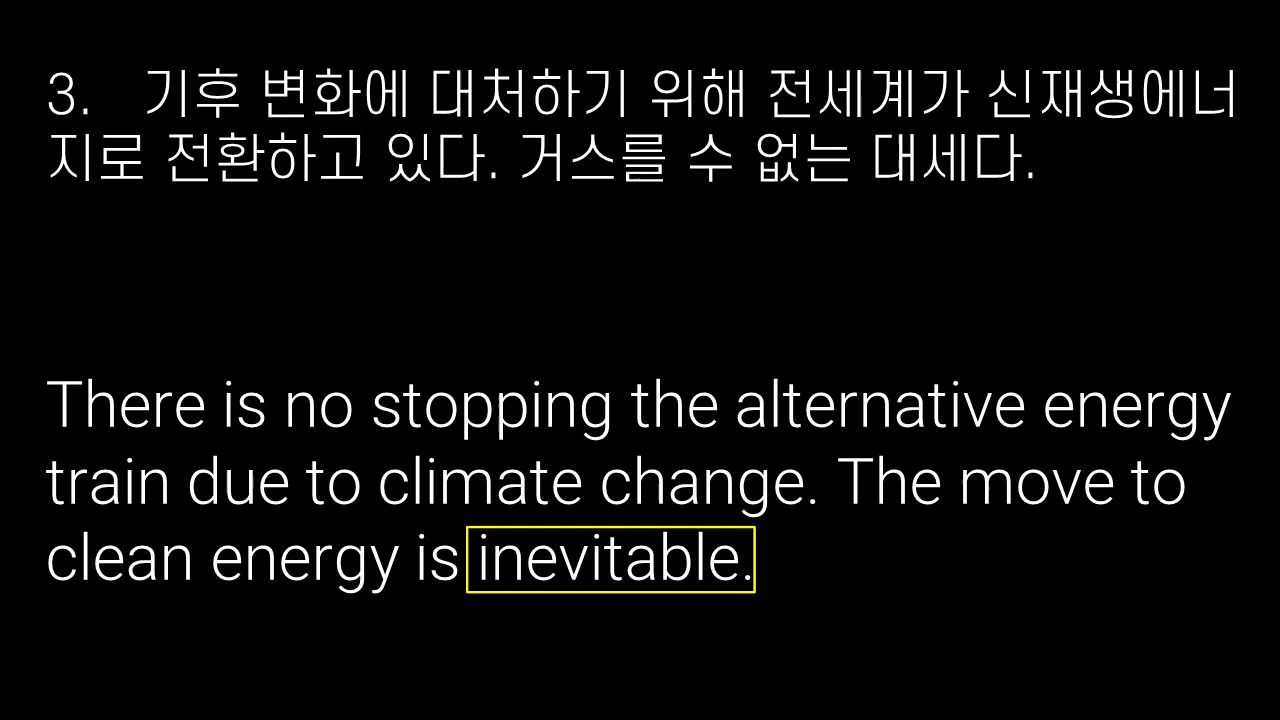 3. 기후 변화에 대처하기 위해 전세계가 신재생에너
지로 전환하고 있다. 거스를 수 없는 대세다.
There is no stopping the alternative energy
train due to climate change. The move to
clean energy is inevitable.